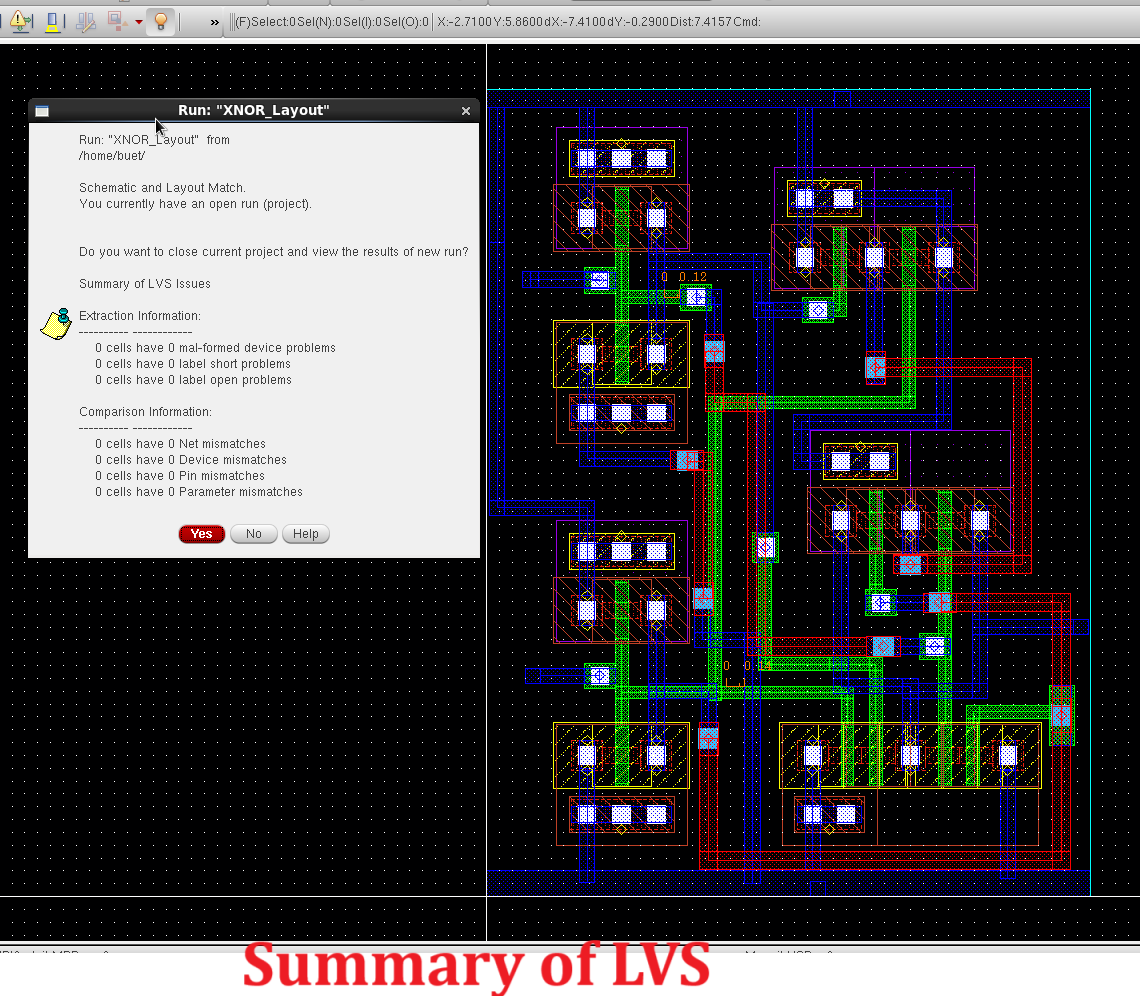 »
(F)Select:0Sel(N):0Sel(I):0Sel(O):0 X:-2.7100Y:5.8600dX:-7.4100dY:-0.2900Dist:7.4157Cmd:
Run: "XNOR_Layout"
Run: "XNOR_Layout" from
/home/buet/
Schematic and Layout Match.
You currently have an open run (project).
Do you want to close current project and view the results of new run?
Summary of LVS Issues
Extraction Information:
---------- ------------
0 cells have 0 mal-formed device problems
0 cells have 0 label short problems
0 cells have 0 label open problems
Comparison Information:
---------- ------------
0 cells have 0 Net mismatches
0 cells have 0 Device mismatches
0 cells have 0 Pin mismatches
0 cells have 0 Parameter mismatches
Yes No Help
0 0.12
0 0
Summary of LVS